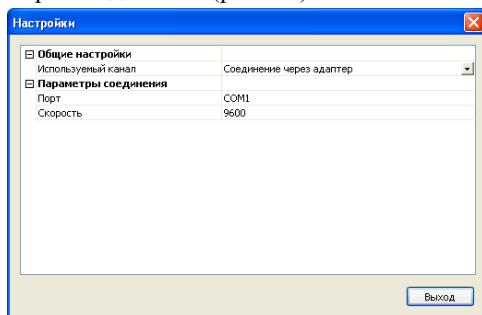 Настройки
Общие настройки
Используемый канал Соединение через адаптер
Параметры соединения
Порт COM1
Скорость 9600
Выход